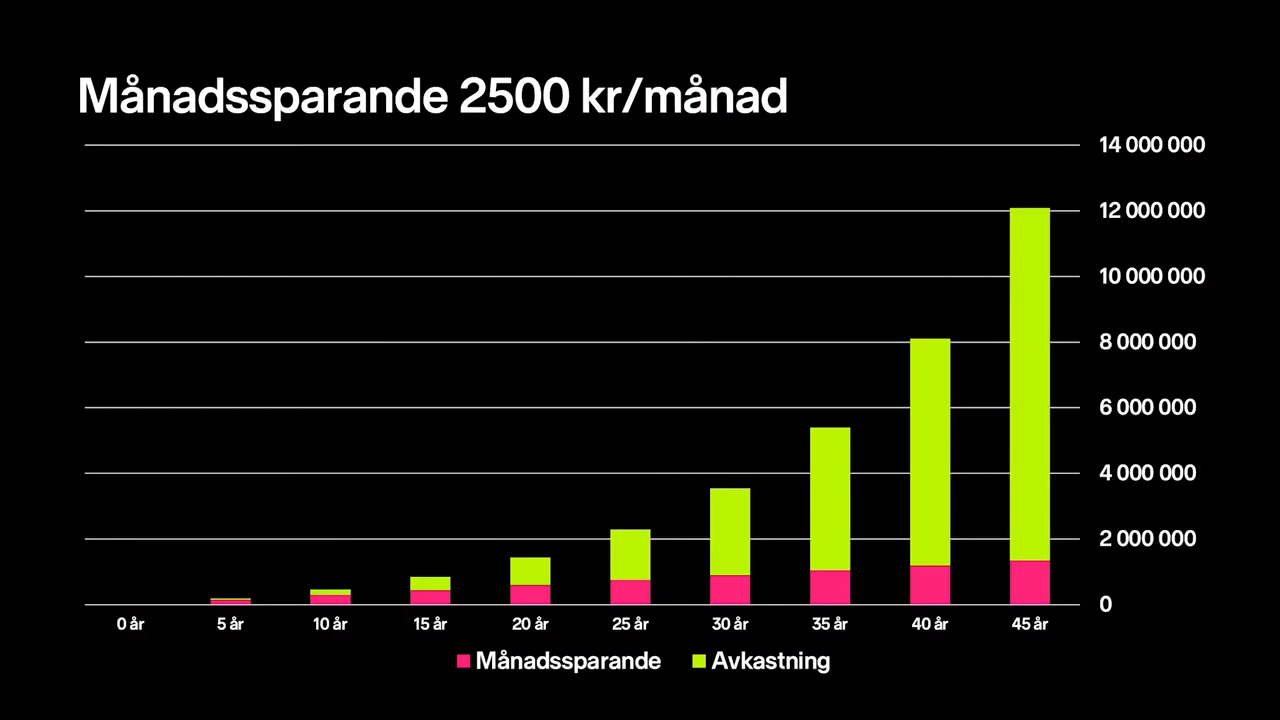 Månadssparande 2500 kr/månad
14 000 000
12 000 000
10 000 000
8 000 000
6 000 000
4 000 000
2 000 000
0
0 år 5 år 10 år 15 år 20 år 25 år 30 år 35 år 40 år 45 år
Månadssparande Avkastning